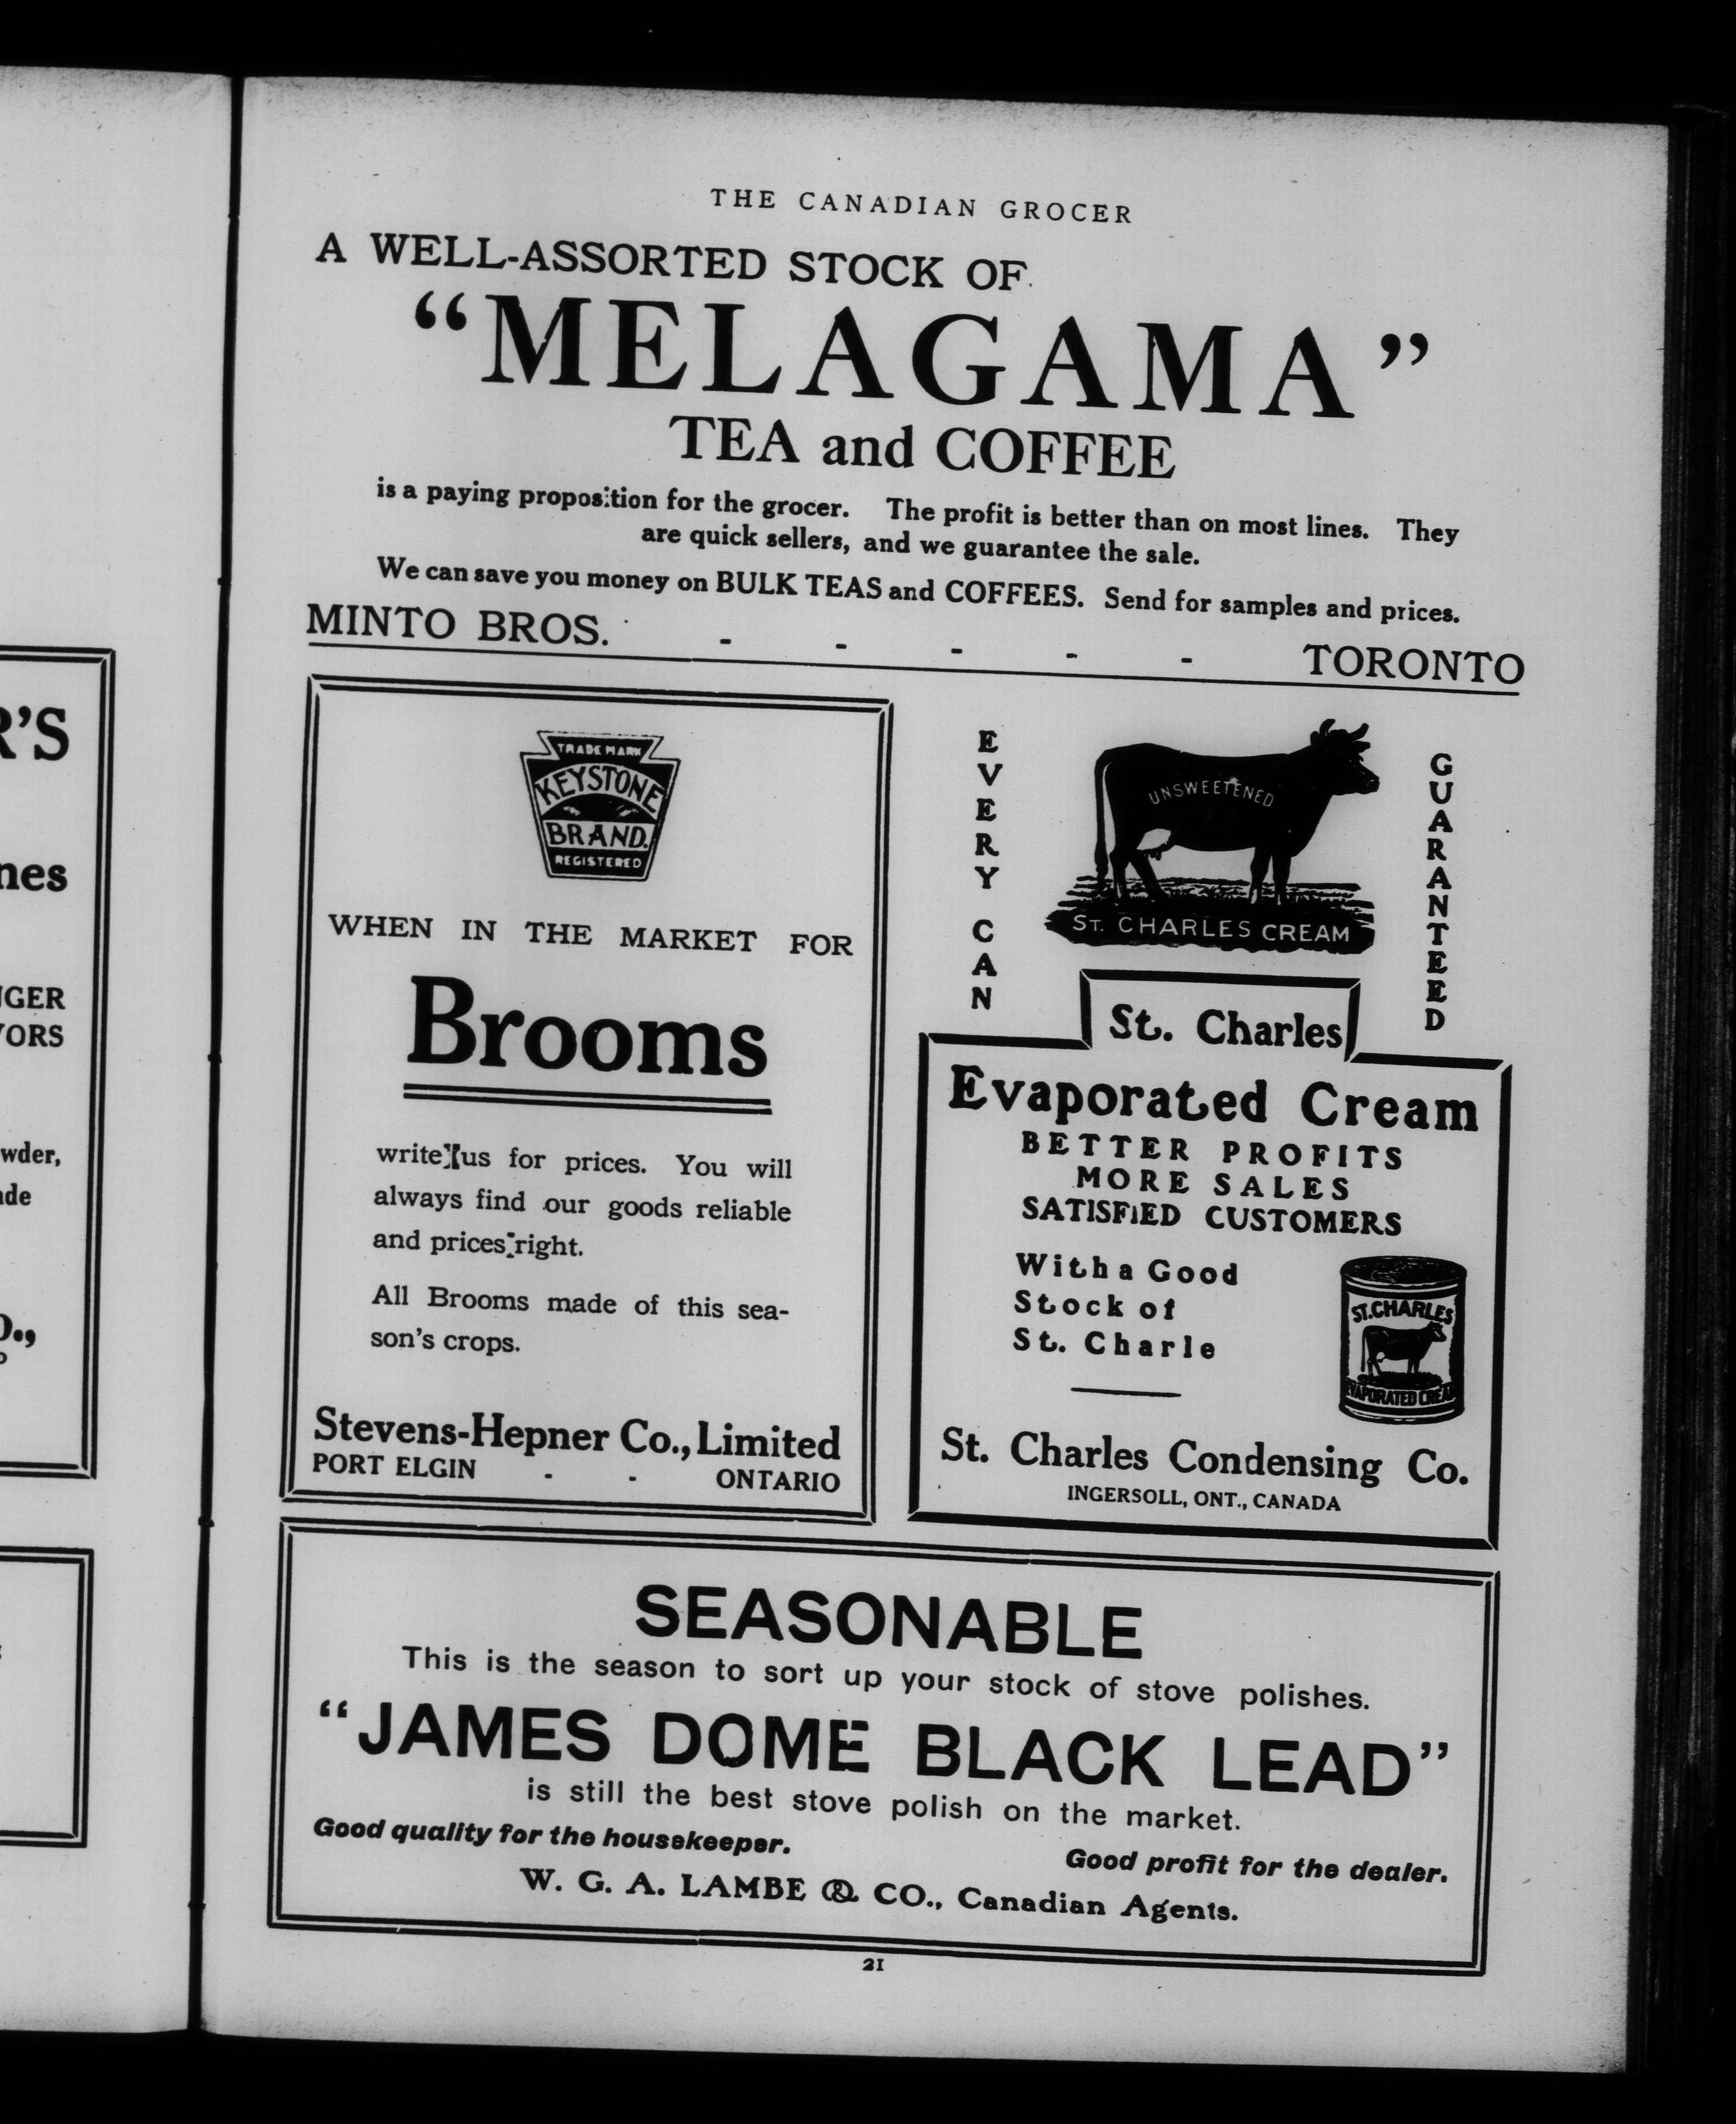 THE CANADIAN GROCER
A WELL-ASSORTED STOCK OF
“MELAGAMA”
TEA and COFFEE
is a paying proposition for the grocer. The profit is better than on most lines. They
are quick sellers, and we guarantee the sale.
We can save you money on BULK TEAS and COFFEES. Send for samples and prices.
MINTO BROS. - - - - - TORONTO
TRADE MARK
KEYSTONE
BRAND.
REGISTERED
WHEN IN THE MARKET FOR
Brooms
write us for prices. You will
always find our goods reliable
and prices right.
All Brooms made of this sea-
son's crops.
Stevens-Hepner Co., Limited
PORT ELGIN - - ONTARIO
EVERY CAN
UNSWEETENED
ST. CHARLES CREAM
GUARANTEED
St. Charles
Evaporated Cream
BETTER PROFITS
MORE SALES
SATISFIED CUSTOMERS
With a Good
Stock of
St. Charle
ST. CHARLES
EVAPORATED CREAM
St. Charles Condensing Co.
INGERSOLL, ONT., CANADA
SEASONABLE
This is the season to sort up your stock of stove polishes.
“JAMES DOME BLACK LEAD”
is still the best stove polish on the market.
Good quality for the housekeeper.
Good profit for the dealer.
W. G. A. LAMBE & CO., Canadian Agents.
21
R'S
nes
GER
VORS
wder,
ade
O.,